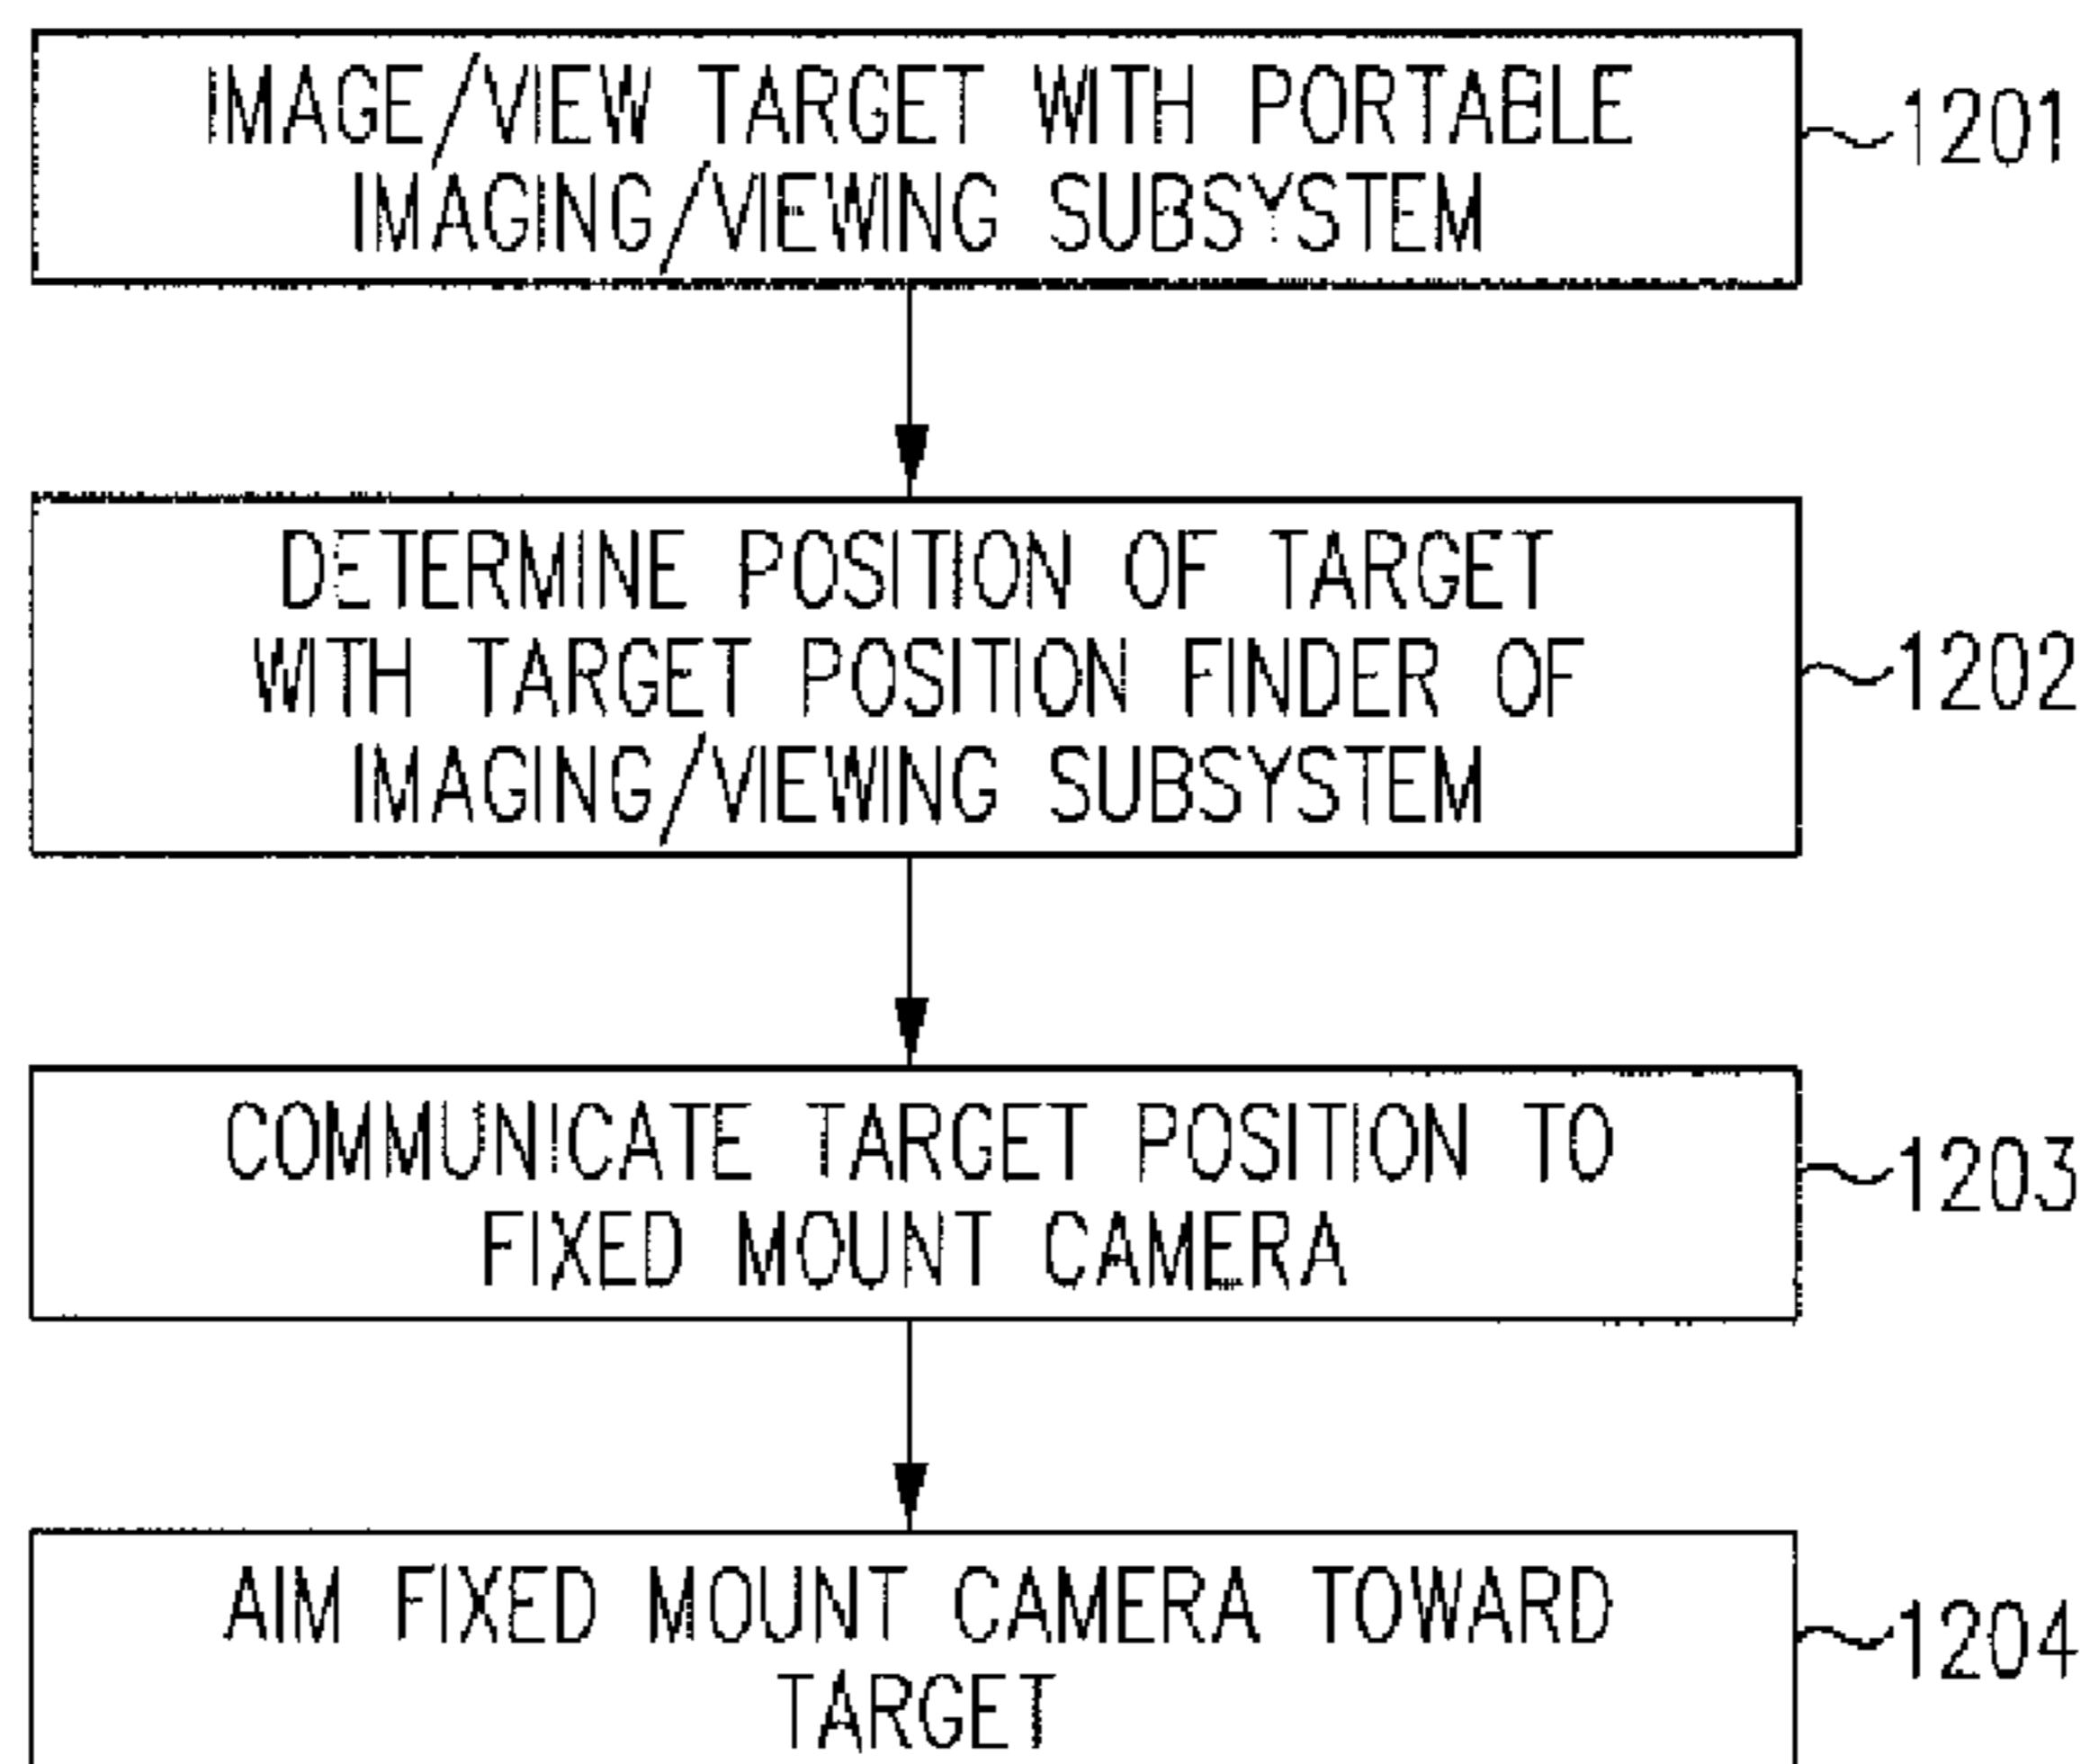 IMAGE/VIEW TARGET WITH PORTABLE
IMAGING/VIEWING SUBSYSTEM
1201
DETERMINE POSITION OF TARGET
WITH TARGET POSITION FINDER OF
IMAGING/VIEWING SUBSYSTEM
1202
COMMUNICATE TARGET POSITION TO
FIXED MOUNT CAMERA
1203
AIM FIXED MOUNT CAMERA TOWARD
TARGET
1204